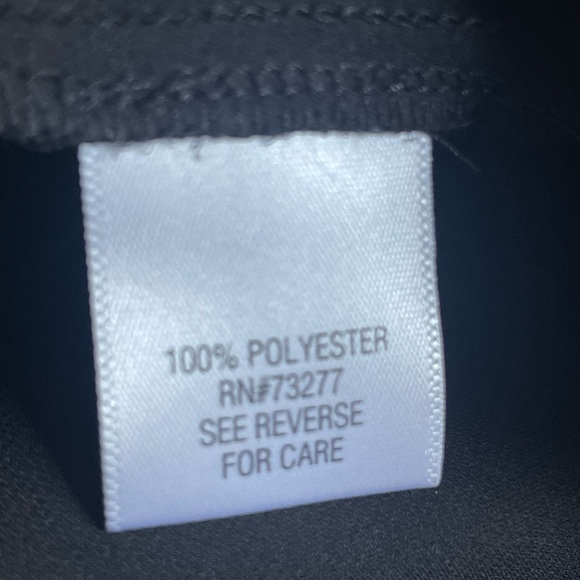 100% POLYESTER
RN#73277
SEE REVERSE
FOR CARE